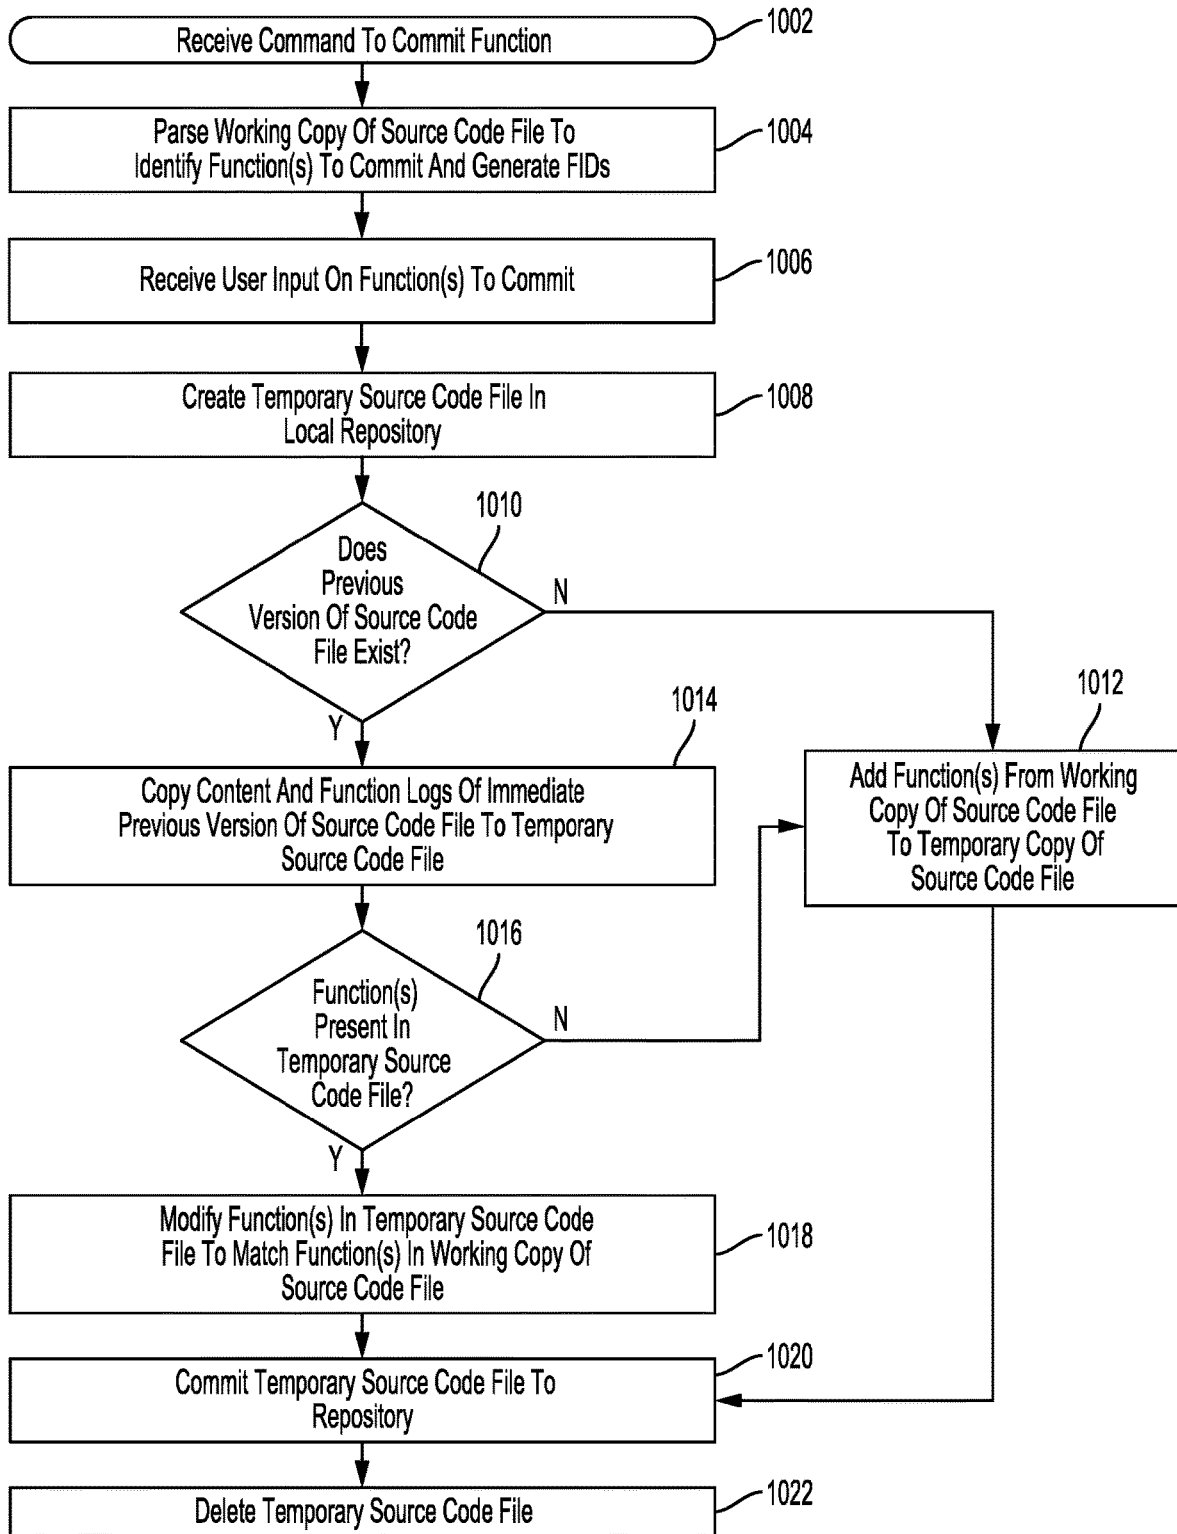 Receive Command To Commit Function
1002
Parse Working Copy Of Source Code File To
Identify Function(s) To Commit And Generate FIDs
1004
Receive User Input On Function(s) To Commit
1006
Create Temporary Source Code File In
Local Repository
1008
1010
Does
Previous
Version Of Source Code
File Exist?
N
Y
1014
Copy Content And Function Logs Of Immediate
Previous Version Of Source Code File To Temporary
Source Code File
1012
Add Function(s) From Working
Copy Of Source Code File
To Temporary Copy Of
Source Code File
1016
Function(s)
Present In
Temporary Source
Code File?
N
Y
Modify Function(s) In Temporary Source Code
File To Match Function(s) In Working Copy Of
Source Code File
1018
Commit Temporary Source Code File To
Repository
1020
Delete Temporary Source Code File
1022